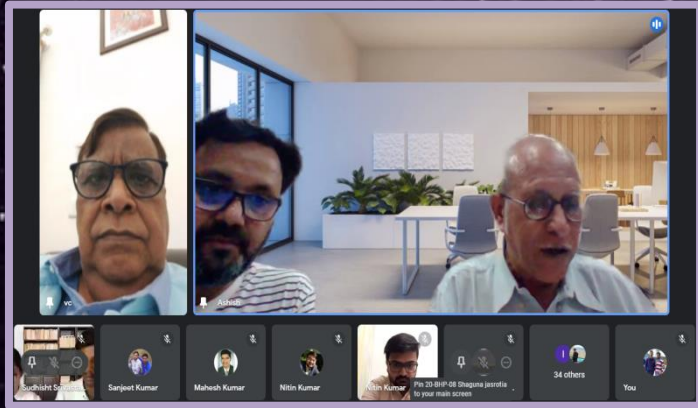 vc
Ashish
Sudhisht
Sanjeet Kumar
Mahesh Kumar
Nitin Kumar
Nitin Kumar
Pin 20-BHP-08 Shaguna jasrotia
to your main screen
34 others
You